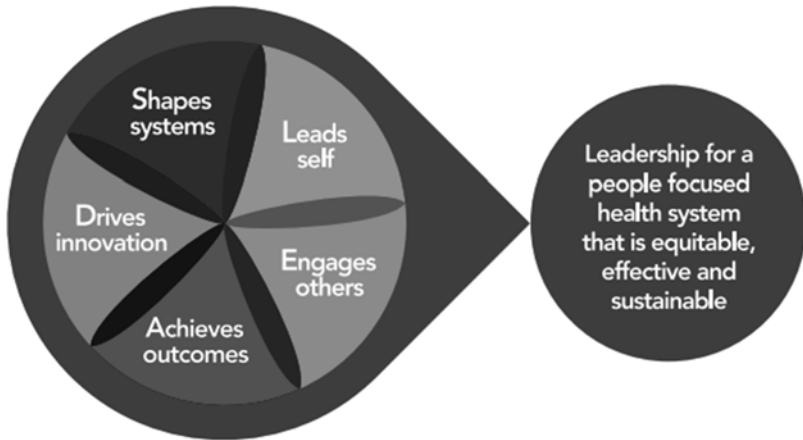 Shapes
systems
Leads
self
Engages
others
Achieves
outcomes
Drives
innovation
Leadership for a
people focused
health system
that is equitable,
effective and
sustainable